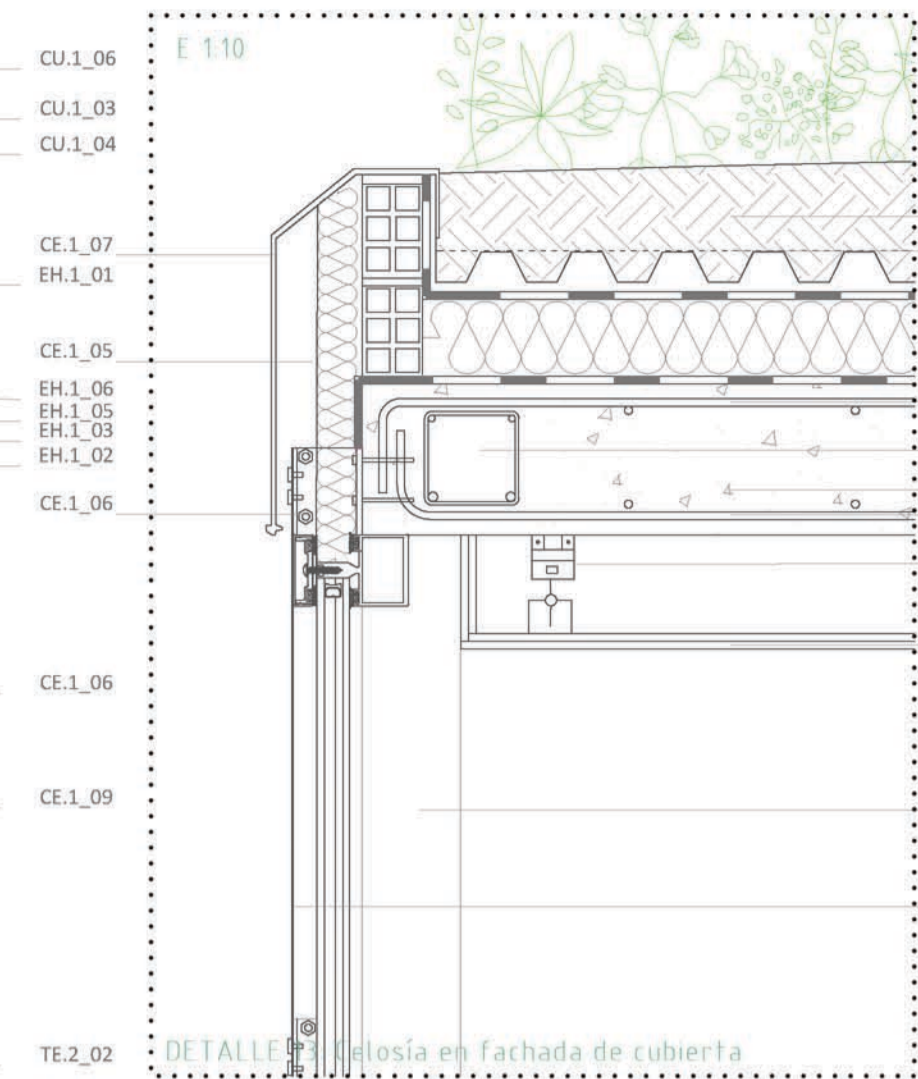 CU.1_06
E 1:10
CU.1_03
CU.1_04
CE.1_07
EH.1_01
CE.1_05
EH.1_06
EH.1_05
EH.1_03
EH.1_02
CE.1_06
CE.1_06
CE.1_09
TE.2_02
DETALLE 13: Celosía en fachada de cubierta